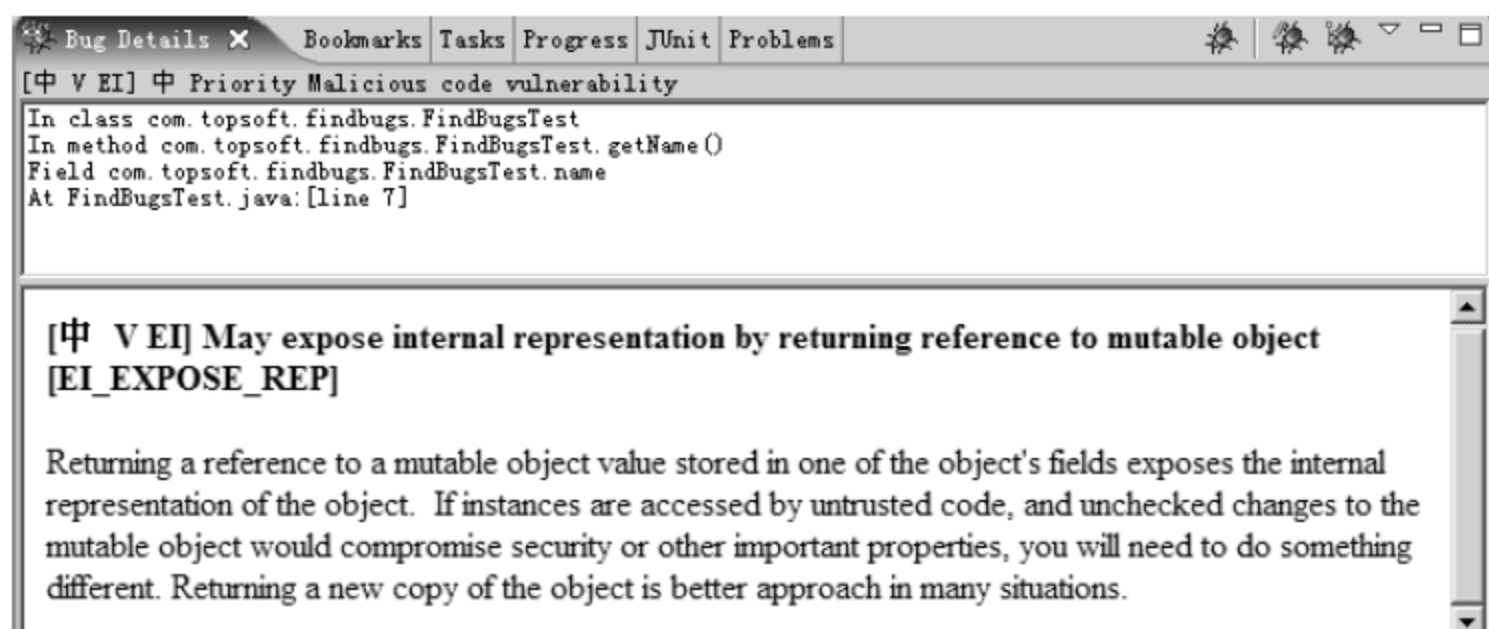 Bug Details Bookmarks Tasks Progress JUnit Problems
[中 V EI] 中 Priority Malicious code vulnerability
In class com.topsoft.findbugs.FindBugsTest
In method com.topsoft.findbugs.FindBugsTest.getName()
Field com.topsoft.findbugs.FindBugsTest.name
At FindBugsTest.java:[line 7]
[中 V EI] May expose internal representation by returning reference to mutable object
[EI_EXPOSE_REP]
Returning a reference to a mutable object value stored in one of the object's fields exposes the internal
representation of the object. If instances are accessed by untrusted code, and unchecked changes to the
mutable object would compromise security or other important properties, you will need to do something
different. Returning a new copy of the object is better approach in many situations.